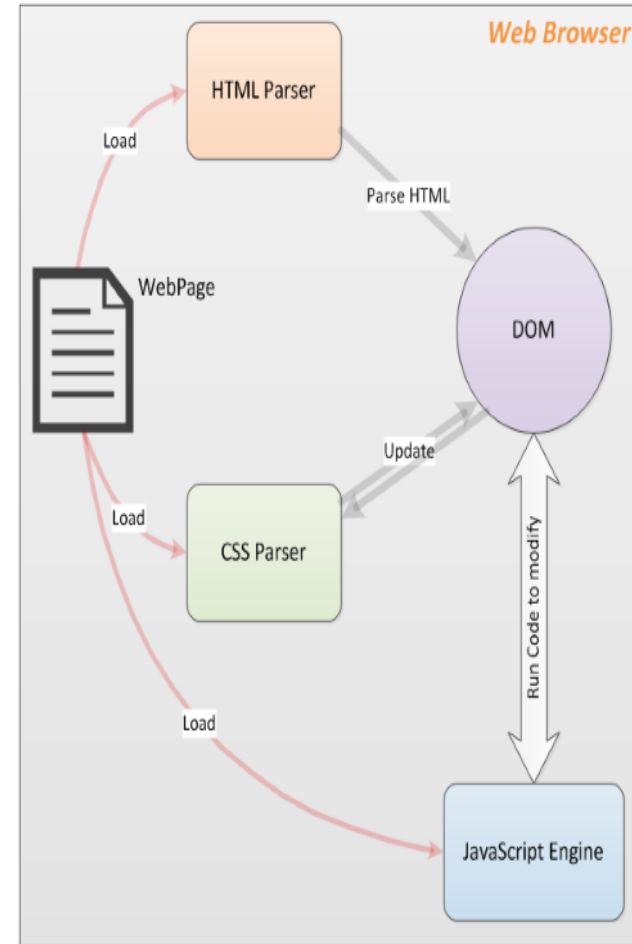 Web Browser
HTML Parser
Load
Parse HTML
WebPage
DOM
Update
Load
CSS Parser
Run Code to modify
Load
JavaScript Engine